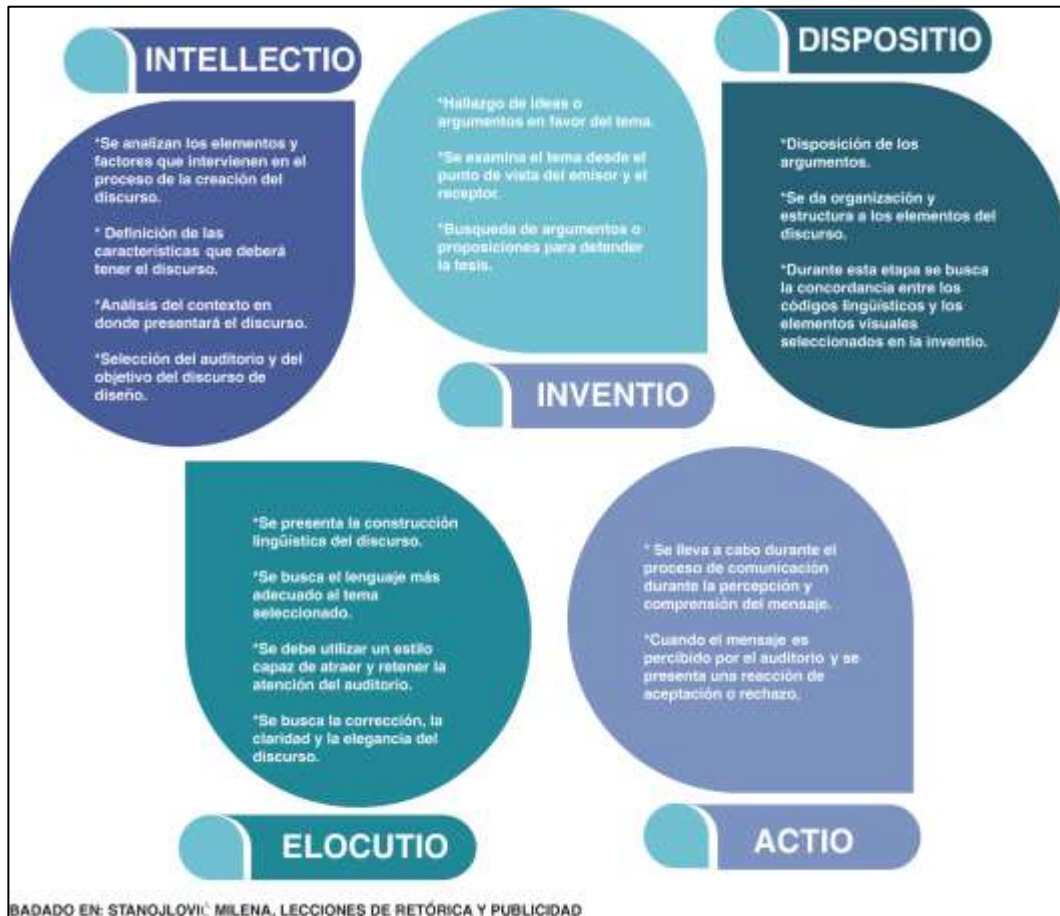 INTELLECTIO
*Se analizan los elementos y
factores que intervienen en el
proceso de la creación del
discurso.
* Definición de las
características que deberá
tener el discurso.
*Análisis del contexto en
donde presentará el discurso.
*Selección del auditorio y del
objetivo del discurso de
diseño.
*Hallazgo de ideas o
argumentos en favor del tema.
*Se examina el tema desde el
punto de vista del emisor y el
receptor.
*Busqueda de argumentos o
proposiciones para defender
la tesis.
INVENTIO
DISPOSITIO
*Disposición de los
argumentos.
*Se da organización y
estructura a los elementos del
discurso.
*Durante esta etapa se busca
la concordancia entre los
códigos lingüísticos y los
elementos visuales
seleccionados en la inventio.
*Se presenta la construcción
lingüística del discurso.
*Se busca el lenguaje más
adecuado al tema
seleccionado.
*Se debe utilizar un estilo
capaz de atraer y retener la
atención del auditorio.
*Se busca la corrección, la
claridad y la elegancia del
discurso.
ELOCUTIO
* Se lleva a cabo durante el
proceso de comunicación
durante la percepción y
comprensión del mensaje.
*Cuando el mensaje es
percibido por el auditorio y se
presenta una reacción de
aceptación o rechazo.
ACTIO
BADADO EN: STANOJLOVIĆ MILENA, LECCIONES DE RETÓRICA Y PUBLICIDAD